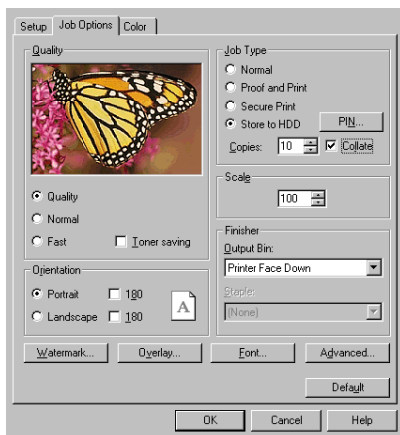 Setup Job Options Color
Quality
Quality
Normal
Fast Toner saving
Orientation
Portrait 180
Landscape 180
A
Job Type
Normal
Proof and Print
Secure Print
Store to HDD PIN...
Copies: 10 Collate
Scale
100
Finisher
Output Bin:
Printer Face Down
Stapler:
(None)
Watermark... Overlay... Font... Advanced...
Default
OK Cancel Help